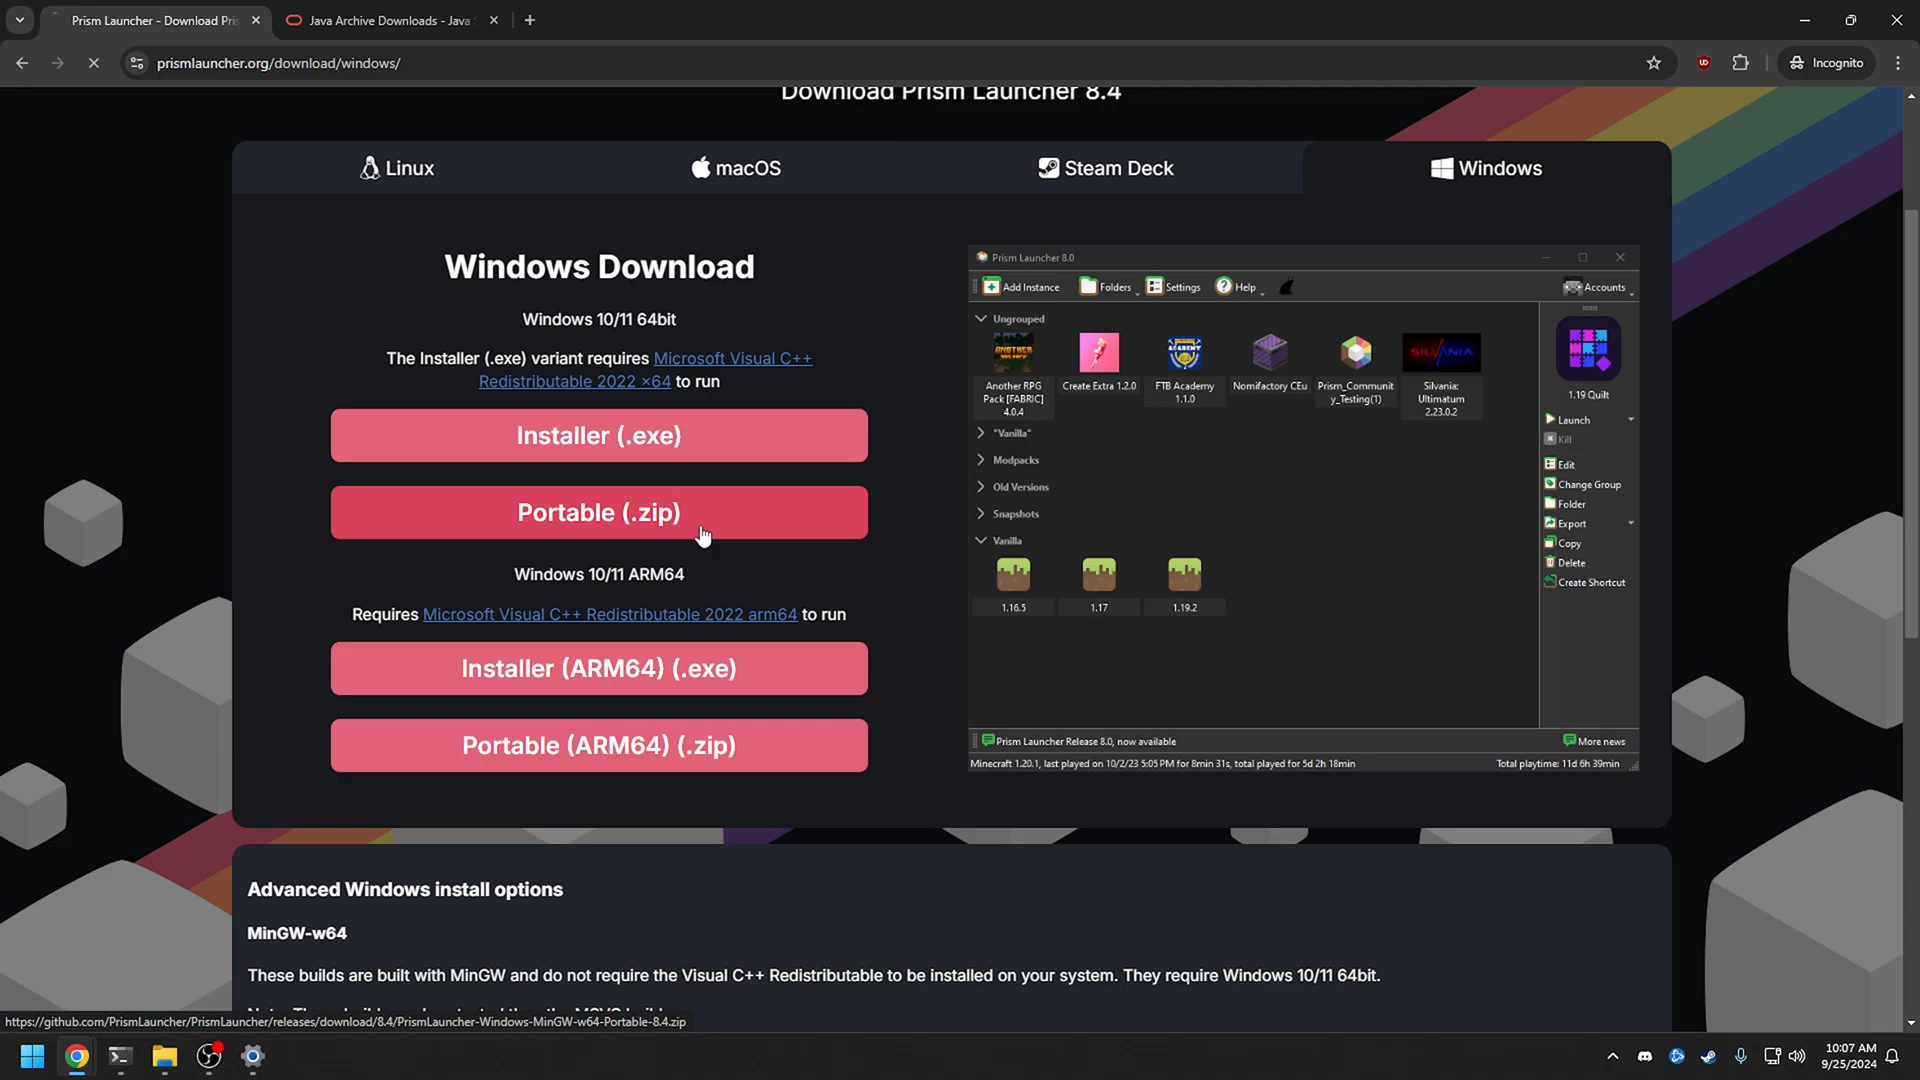 Prism Launcher - Download Pri
Java Archive Downloads - Java
prismlauncher.org/download/windows/
Incognito
Download Prism Launcher 8.4
Linux
macOS
Steam Deck
Windows
Windows Download
Windows 10/11 64bit
The Installer (.exe) variant requires Microsoft Visual C++
Redistributable 2022 x64 to run
Installer (.exe)
Portable (.zip)
Windows 10/11 ARM64
Requires Microsoft Visual C++ Redistributable 2022 arm64 to run
Installer (ARM64) (.exe)
Portable (ARM64) (.zip)
Prism Launcher 8.0
Add Instance
Folders
Settings
Help
Accounts
Ungrouped
ANOTHER
ACADEMY
SILVANIA
Another RPG
Pack [FABRIC]
4.0.4
Create Extra 1.2.0
FTB Academy
1.1.0
Nomifactory CEu
Prism_Communit
y_Testing(1)
Silvania:
Ultimatum
2.23.0.2
"Vanilla"
Modpacks
Old Versions
Snapshots
Vanilla
1.16.5
1.17
1.19.2
1.19 Quilt
Launch
Kill
Edit
Change Group
Folder
Export
Copy
Delete
Create Shortcut
Prism Launcher Release 8.0, now available
More news
Minecraft 1.20.1, last played on 10/2/23 5:05 PM for 8min 31s, total played for 5d 2h 18min
Total playtime: 11d 6h 39min
Advanced Windows install options
MinGW-w64
These builds are built with MinGW and do not require the Visual C++ Redistributable to be installed on your system. They require Windows 10/11 64bit.
https://github.com/PrismLauncher/PrismLauncher/releases/download/8.4/PrismLauncher-Windows-MinGW-w64-Portable-8.4.zip
10:07 AM
9/25/2024